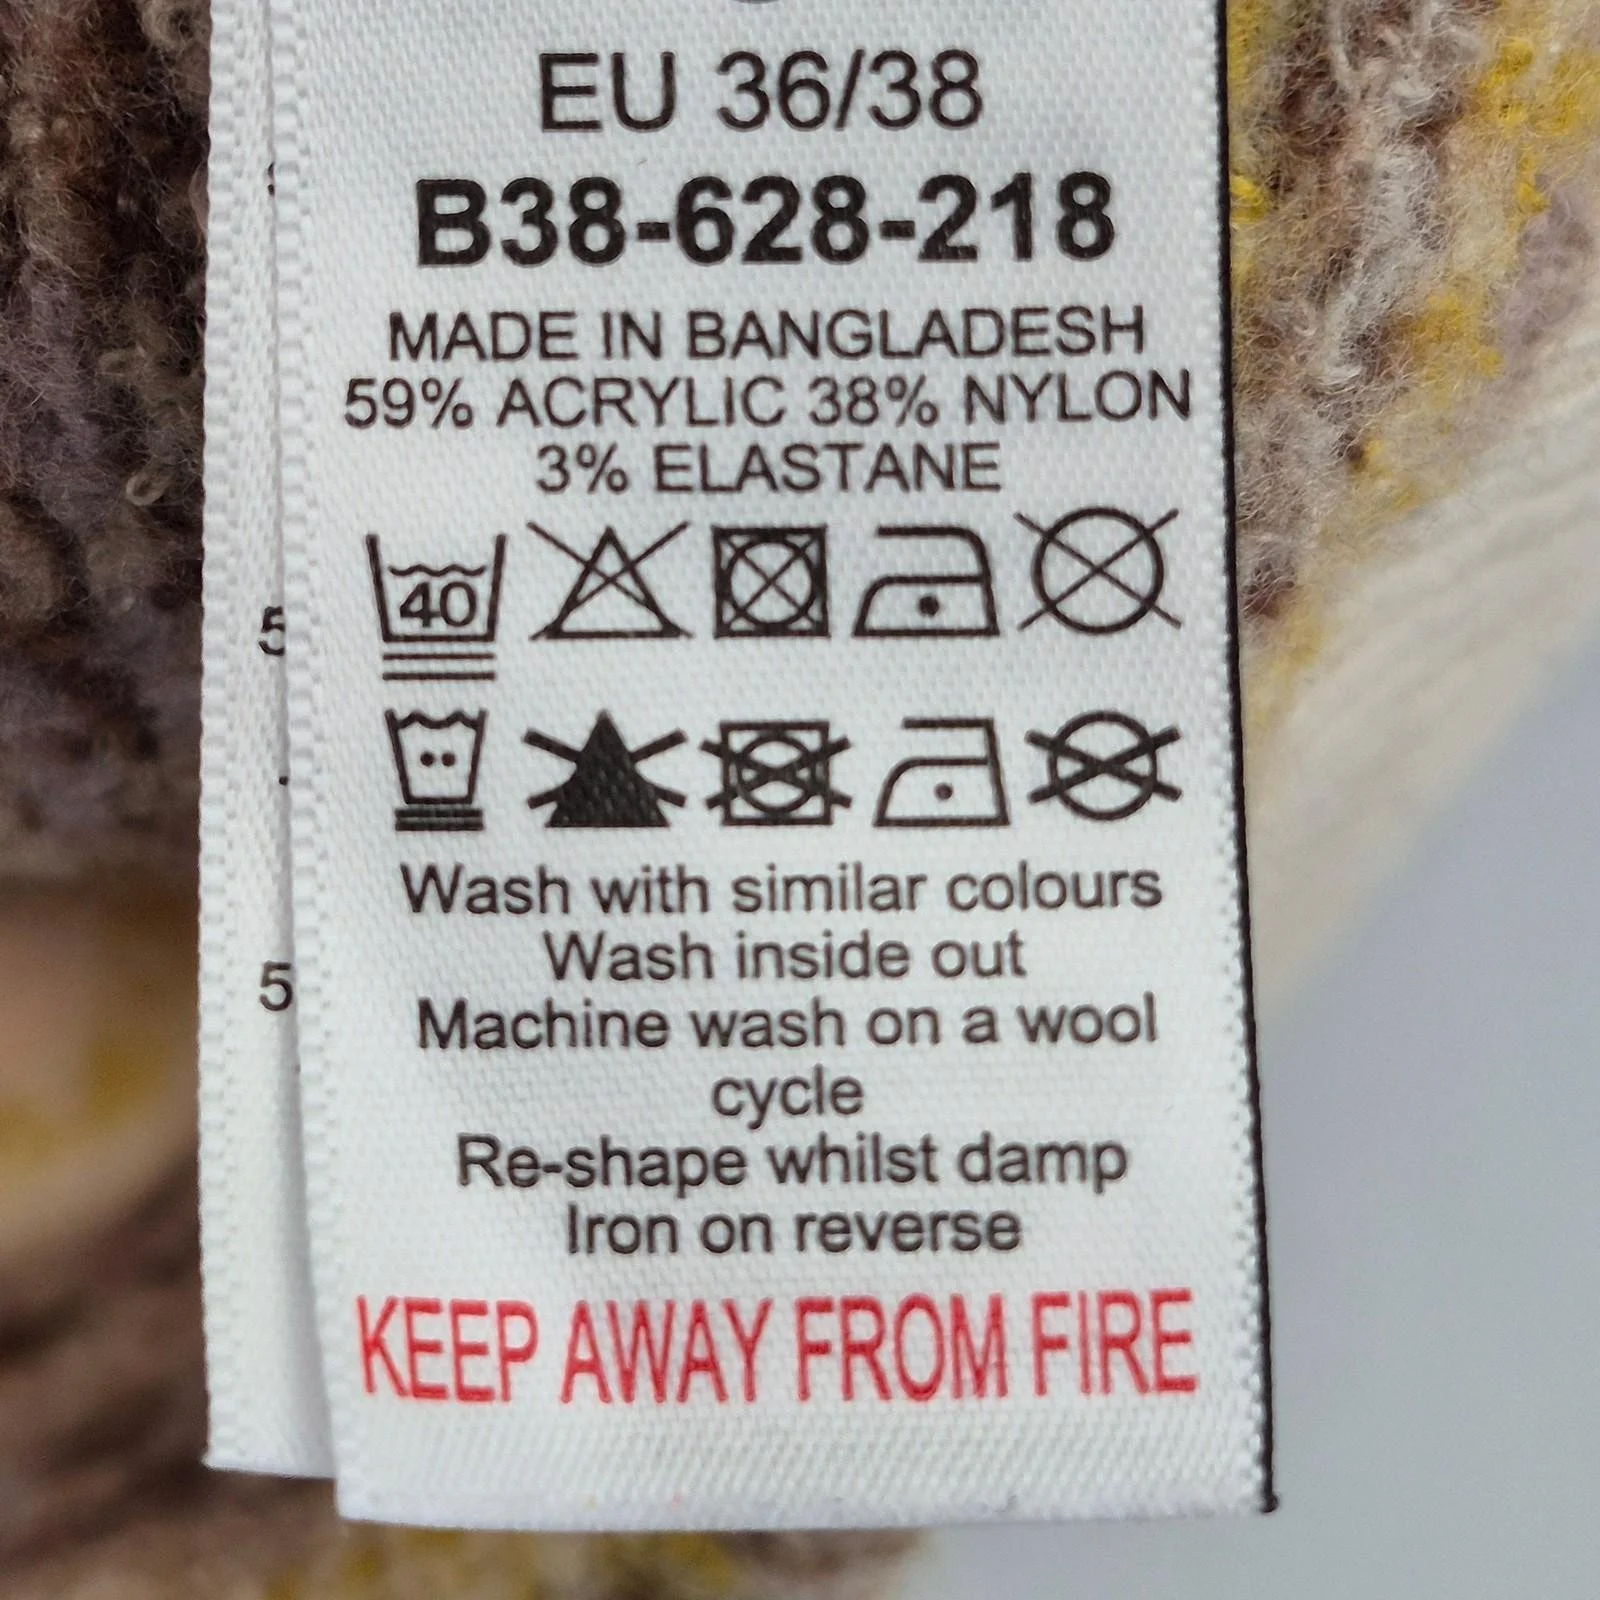 EU 36/38
B38-628-218
MADE IN BANGLADESH
59% ACRYLIC 38% NYLON
3% ELASTANE
40
Wash with similar colours
Wash inside out
Machine wash on a wool
cycle
Re-shape whilst damp
Iron on reverse
KEEP AWAY FROM FIRE
5
5